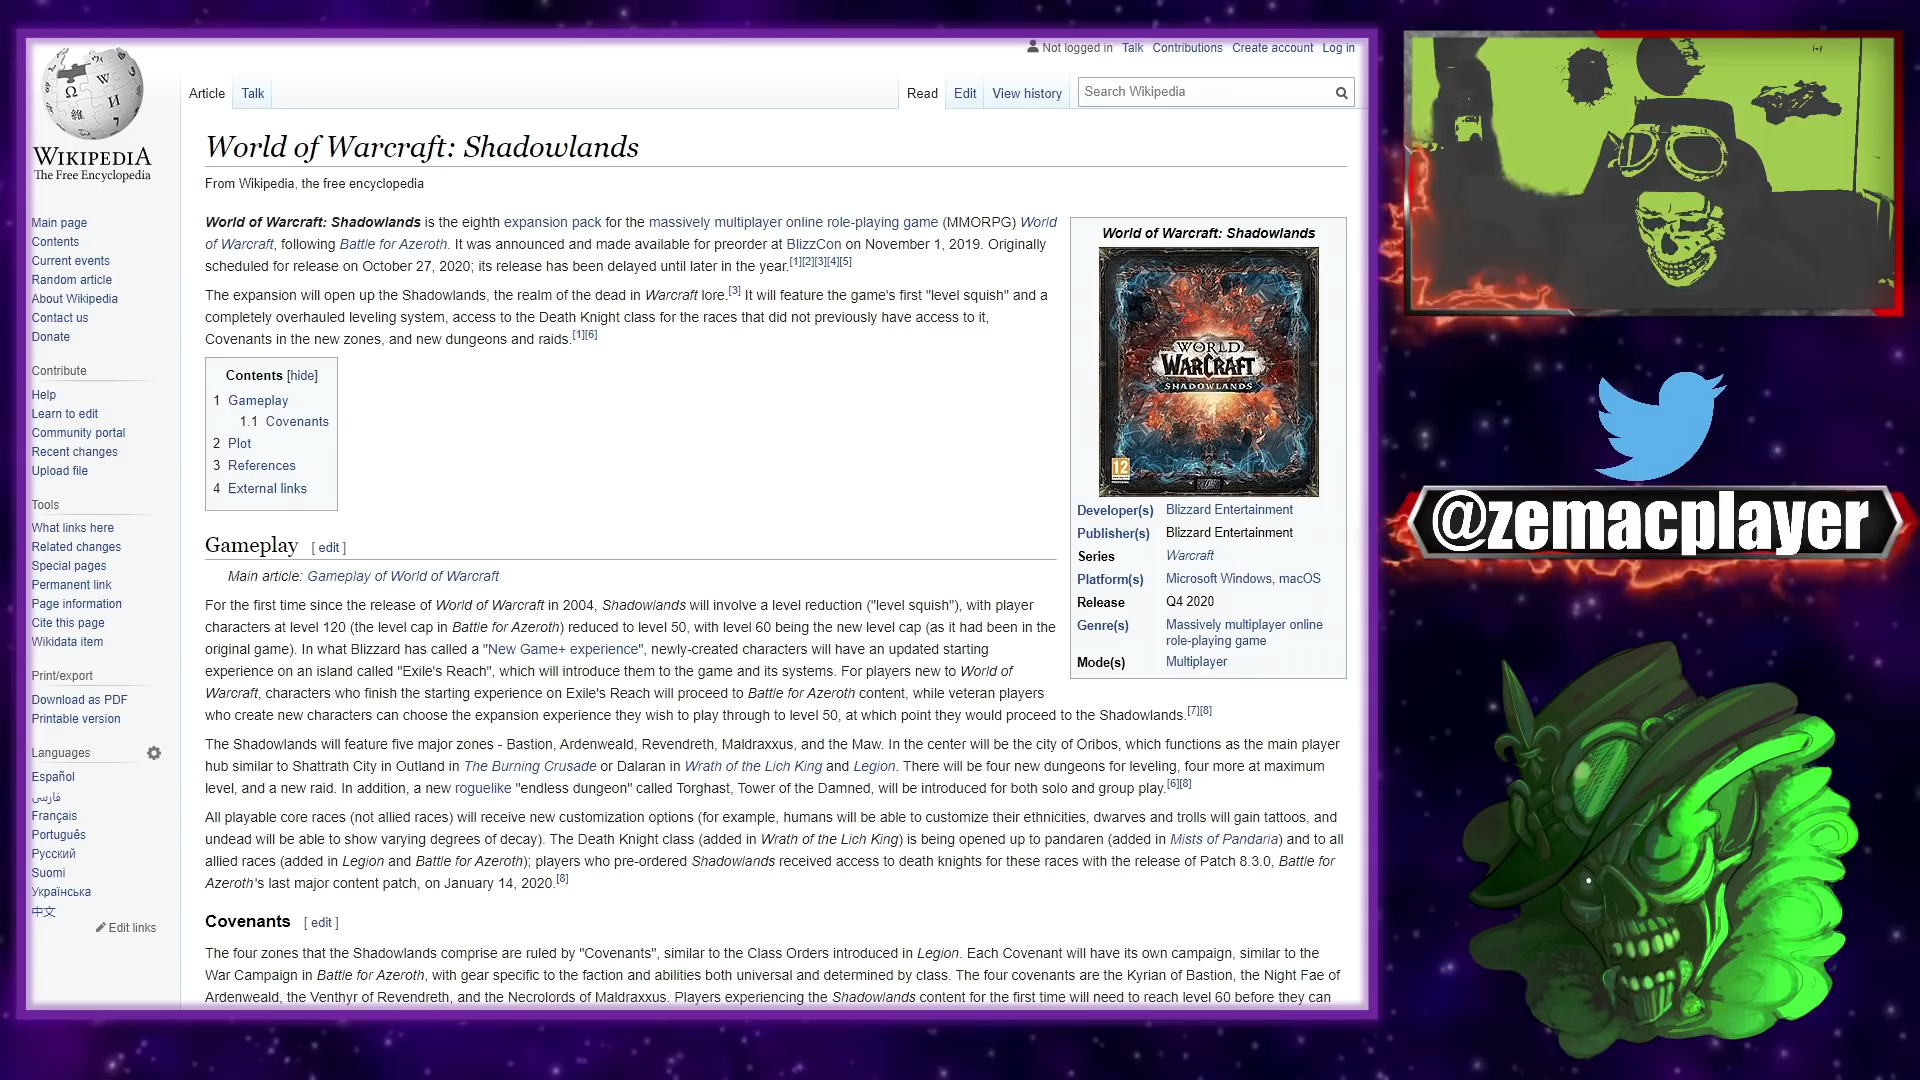 Not logged in Talk Contributions Create account Log in
Article Talk Read Edit View history Search Wikipedia
WIKIPEDIA
The Free Encyclopedia
Main page
Contents
Current events
Random article
About Wikipedia
Contact us
Donate
Contribute
Help
Learn to edit
Community portal
Recent changes
Upload file
Tools
What links here
Related changes
Special pages
Permanent link
Page information
Cite this page
Wikidata item
Print/export
Download as PDF
Printable version
Languages
Español
فارسی
Français
Português
Русский
Suomi
Українська
中文
Edit links
World of Warcraft: Shadowlands
From Wikipedia, the free encyclopedia
World of Warcraft: Shadowlands is the eighth expansion pack for the massively multiplayer online role-playing game (MMORPG) World
of Warcraft, following Battle for Azeroth. It was announced and made available for preorder at BlizzCon on November 1, 2019. Originally
scheduled for release on October 27, 2020; its release has been delayed until later in the year.[1][2][3][4][5]
The expansion will open up the Shadowlands, the realm of the dead in Warcraft lore.[3] It will feature the game's first "level squish" and a
completely overhauled leveling system, access to the Death Knight class for the races that did not previously have access to it,
Covenants in the new zones, and new dungeons and raids.[1][6]
Contents [hide]
1 Gameplay
1.1 Covenants
2 Plot
3 References
4 External links
World of Warcraft: Shadowlands
WORLD
OF
WARCRAFT
SHADOWLANDS
12
Developer(s) Blizzard Entertainment
Publisher(s) Blizzard Entertainment
Series Warcraft
Platform(s) Microsoft Windows, macOS
Release Q4 2020
Genre(s) Massively multiplayer online
role-playing game
Mode(s) Multiplayer
Gameplay [ edit ]
Main article: Gameplay of World of Warcraft
For the first time since the release of World of Warcraft in 2004, Shadowlands will involve a level reduction ("level squish"), with player
characters at level 120 (the level cap in Battle for Azeroth) reduced to level 50, with level 60 being the new level cap (as it had been in the
original game). In what Blizzard has called a "New Game+ experience", newly-created characters will have an updated starting
experience on an island called "Exile's Reach", which will introduce them to the game and its systems. For players new to World of
Warcraft, characters who finish the starting experience on Exile's Reach will proceed to Battle for Azeroth content, while veteran players
who create new characters can choose the expansion experience they wish to play through to level 50, at which point they would proceed to the Shadowlands.[7][8]
The Shadowlands will feature five major zones - Bastion, Ardenweald, Revendreth, Maldraxxus, and the Maw. In the center will be the city of Oribos, which functions as the main player
hub similar to Shattrath City in Outland in The Burning Crusade or Dalaran in Wrath of the Lich King and Legion. There will be four new dungeons for leveling, four more at maximum
level, and a new raid. In addition, a new roguelike "endless dungeon" called Torghast, Tower of the Damned, will be introduced for both solo and group play.[6][8]
All playable core races (not allied races) will receive new customization options (for example, humans will be able to customize their ethnicities, dwarves and trolls will gain tattoos, and
undead will be able to show varying degrees of decay). The Death Knight class (added in Wrath of the Lich King) is being opened up to pandaren (added in Mists of Pandaria) and to all
allied races (added in Legion and Battle for Azeroth); players who pre-ordered Shadowlands received access to death knights for these races with the release of Patch 8.3.0, Battle for
Azeroth's last major content patch, on January 14, 2020.[8]
Covenants [ edit ]
The four zones that the Shadowlands comprise are ruled by "Covenants", similar to the Class Orders introduced in Legion. Each Covenant will have its own campaign, similar to the
War Campaign in Battle for Azeroth, with gear specific to the faction and abilities both universal and determined by class. The four covenants are the Kyrian of Bastion, the Night Fae of
Ardenweald, the Venthyr of Revendreth, and the Necrolords of Maldraxxus. Players experiencing the Shadowlands content for the first time will need to reach level 60 before they can
@zemacplayer